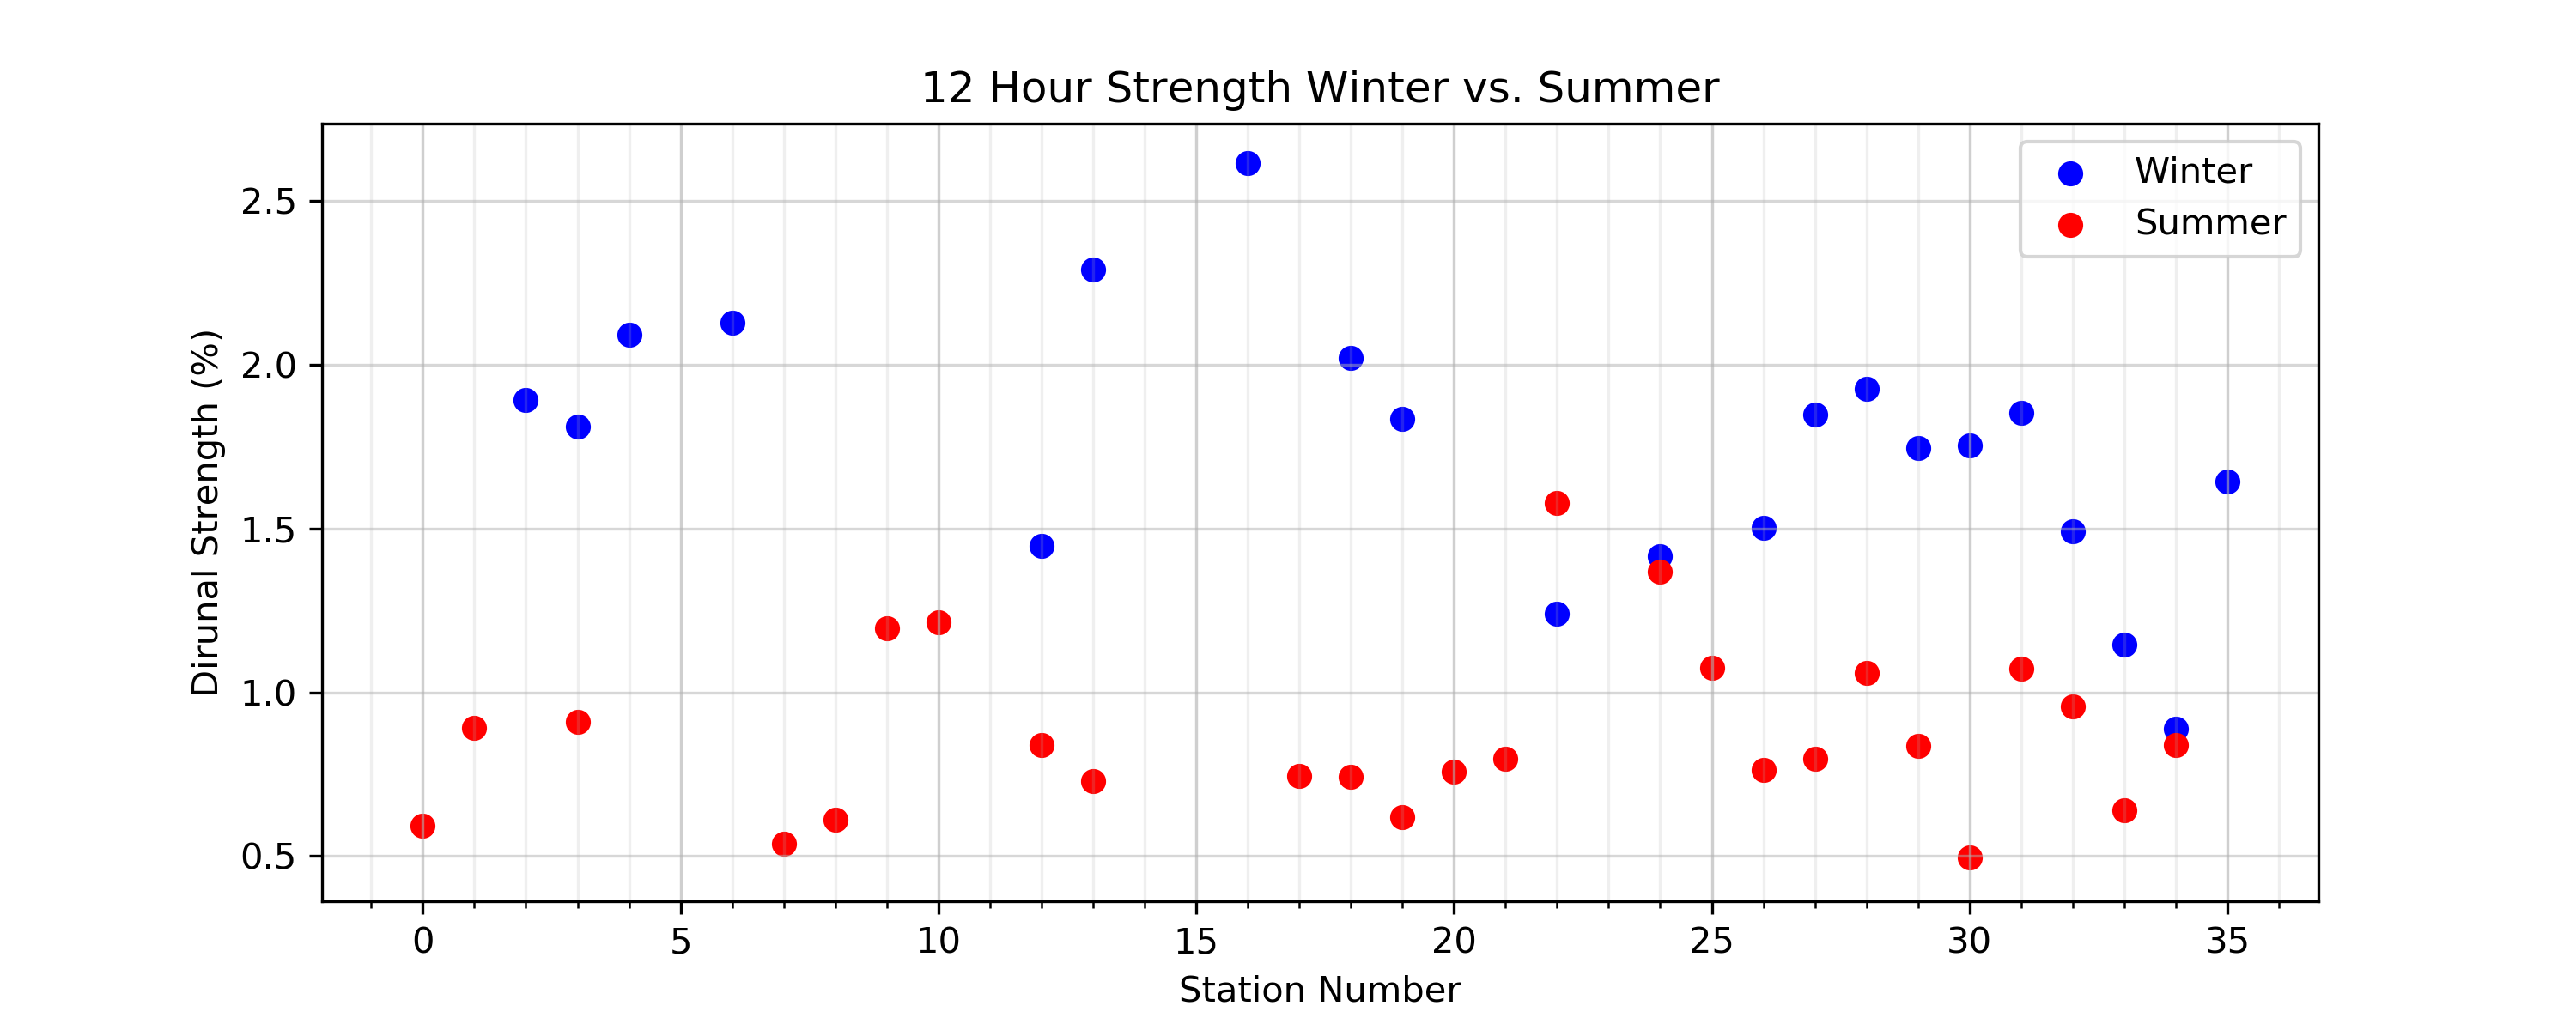 12 Hour Strength Winter vs. Summer
Winter
Summer
Dirunal Strength (%)
2.5
2.0
1.5
1.0
0.5
0 5 10 15 20 25 30 35
Station Number